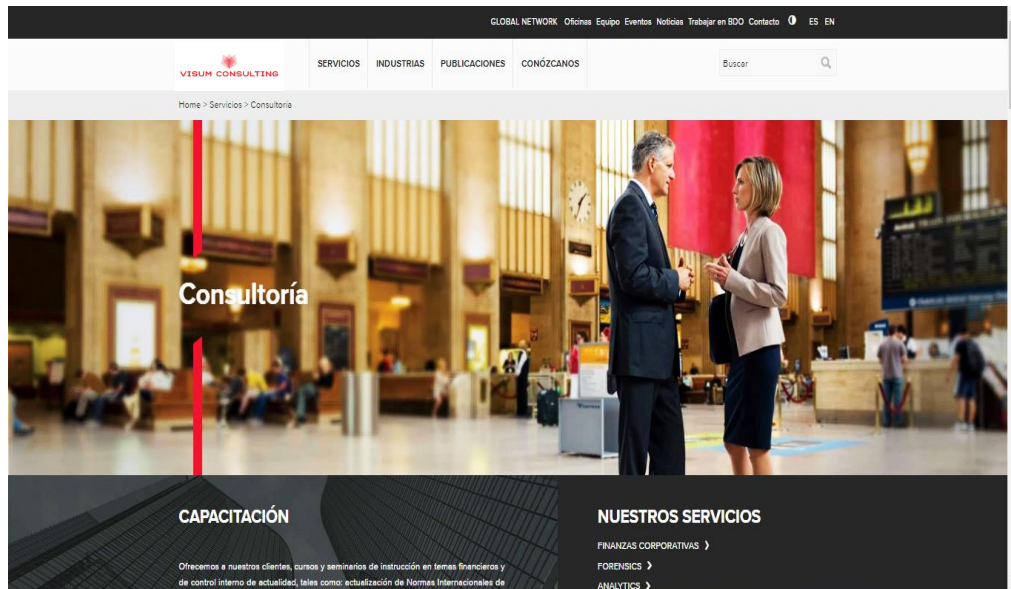 GLOBAL NETWORK Oficinas Equipo Eventos Noticias Trabajar en BDO Contacto ES EN
VISUM CONSULTING
SERVICIOS INDUSTRIAS PUBLICACIONES CONÓZCANOS
Buscar
Home > Servicios > Consultoría
Consultoría
CAPACITACIÓN
Ofrecemos a nuestros clientes, cursos y seminarios de instrucción en temas financieros y
de control interno de actualidad, tales como: actualización de Normas Internacionales de
NUESTROS SERVICIOS
FINANZAS CORPORATIVAS ❯
FORENSICS ❯
ANALYTICS ❯